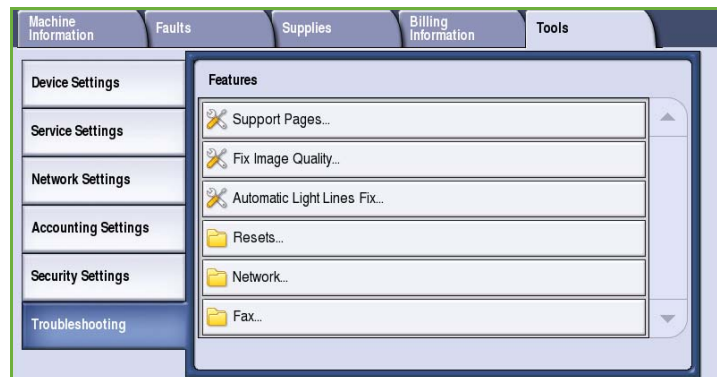 Machine
Information
Faults
Supplies
Billing
Information
Tools
Device Settings
Service Settings
Network Settings
Accounting Settings
Security Settings
Troubleshooting
Features
Support Pages...
Fix Image Quality...
Automatic Light Lines Fix...
Resets...
Network...
Fax...